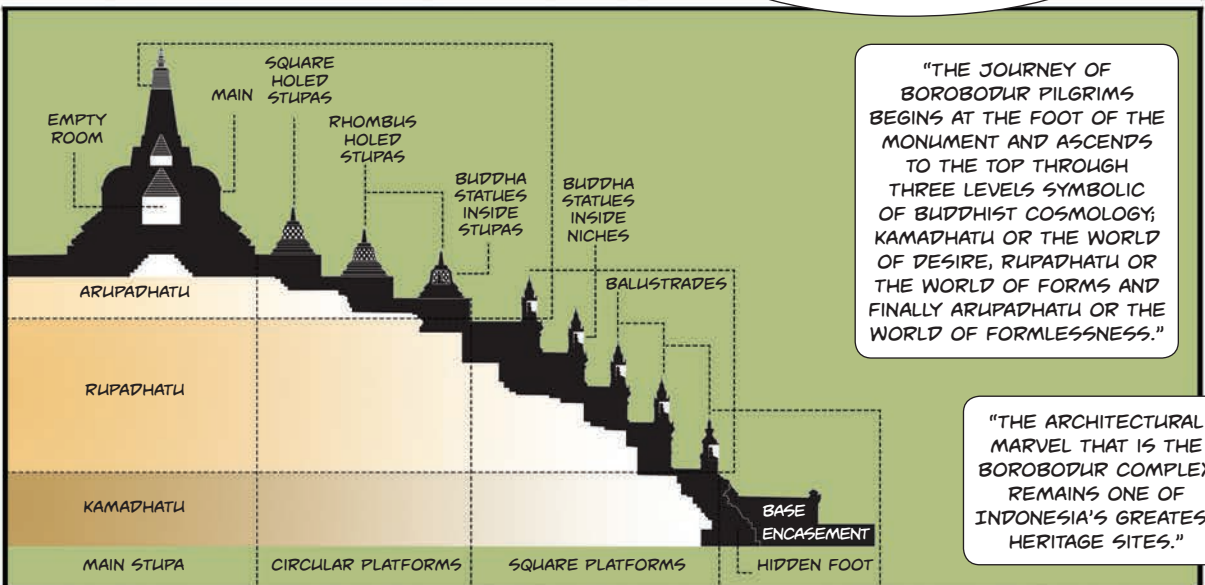 "THE JOURNEY OF
BOROBODUR PILGRIMS
BEGINS AT THE FOOT OF THE
MONUMENT AND ASCENDS
TO THE TOP THROUGH
THREE LEVELS SYMBOLIC
OF BUDDHIST COSMOLOGY;
KAMADHATU OR THE WORLD
OF DESIRE, RUPADHATU OR
THE WORLD OF FORMS AND
FINALLY ARUPADHATU OR THE
WORLD OF FORMLESSNESS."
EMPTY
ROOM
MAIN
SQUARE
HOLED
STUPAS
RHOMBUS
HOLED
STUPAS
BUDDHA
STATUES
INSIDE
STUPAS
BUDDHA
STATUES
INSIDE
NICHES
BALUSTRADES
ARUPADHATU
RUPADHATU
KAMADHATU
BASE
ENCASEMENT
MAIN STUPA
CIRCULAR PLATFORMS
SQUARE PLATFORMS
HIDDEN FOOT
"THE ARCHITECTURAL
MARVEL THAT IS THE
BOROBODUR COMPLEX
REMAINS ONE OF
INDONESIA'S GREATES
HERITAGE SITES."